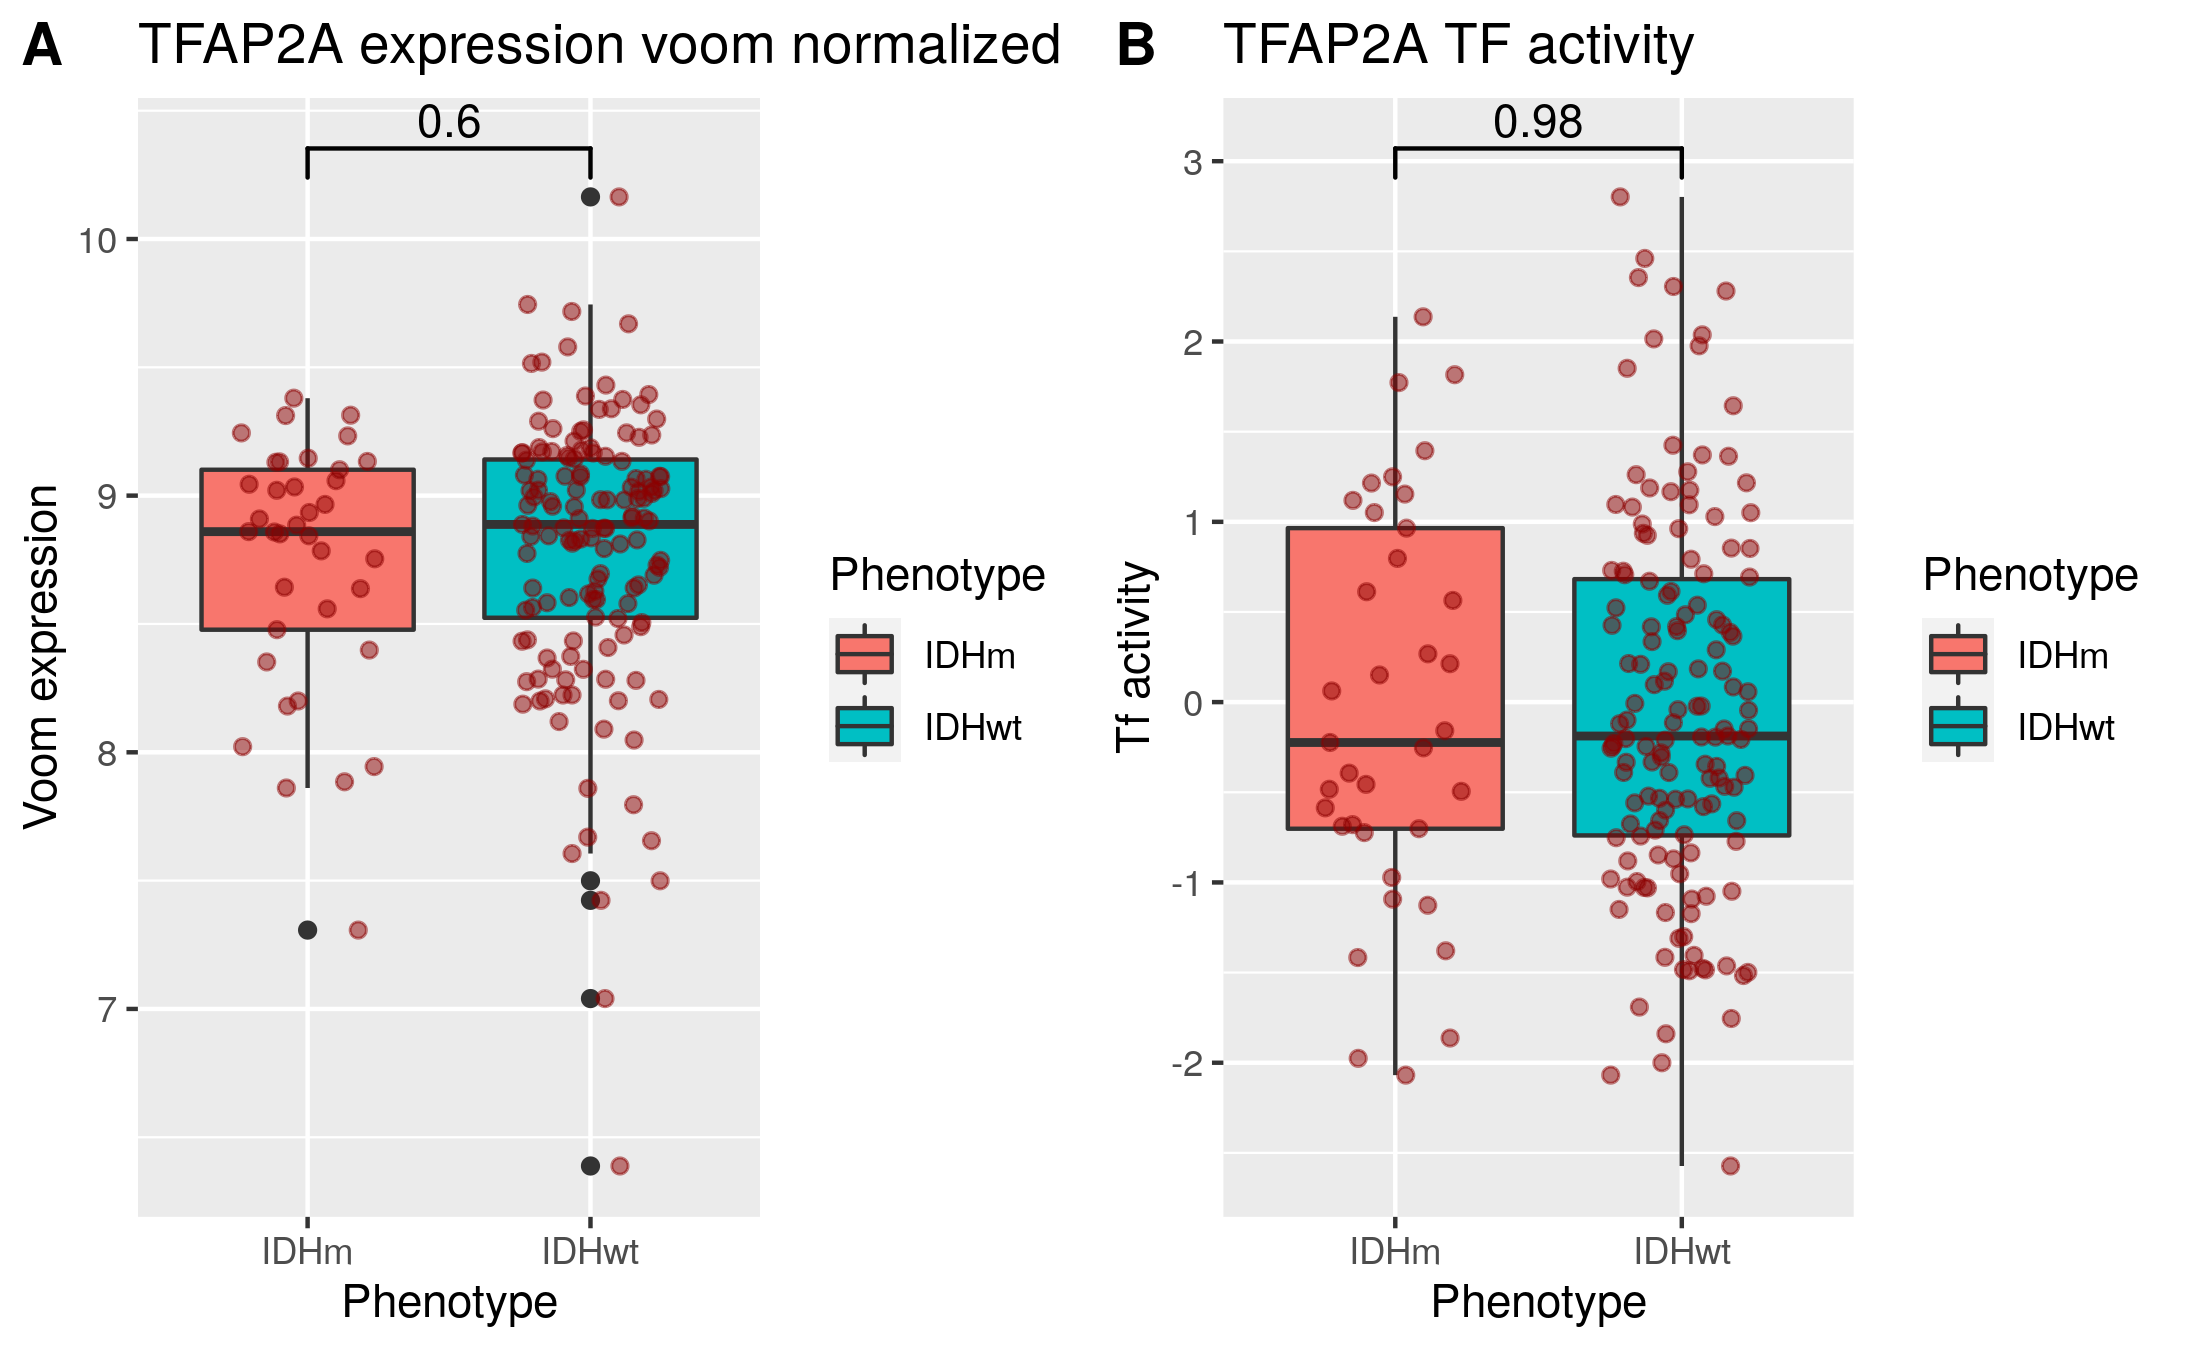 A TFAP2A expression voom normalized
0.6
10
9
8
7
Voom expression
IDHm IDHwt
Phenotype
Phenotype
IDHm
IDHwt
B TFAP2A TF activity
0.98
3
2
1
0
-1
-2
Tf activity
IDHm IDHwt
Phenotype
Phenotype
IDHm
IDHwt